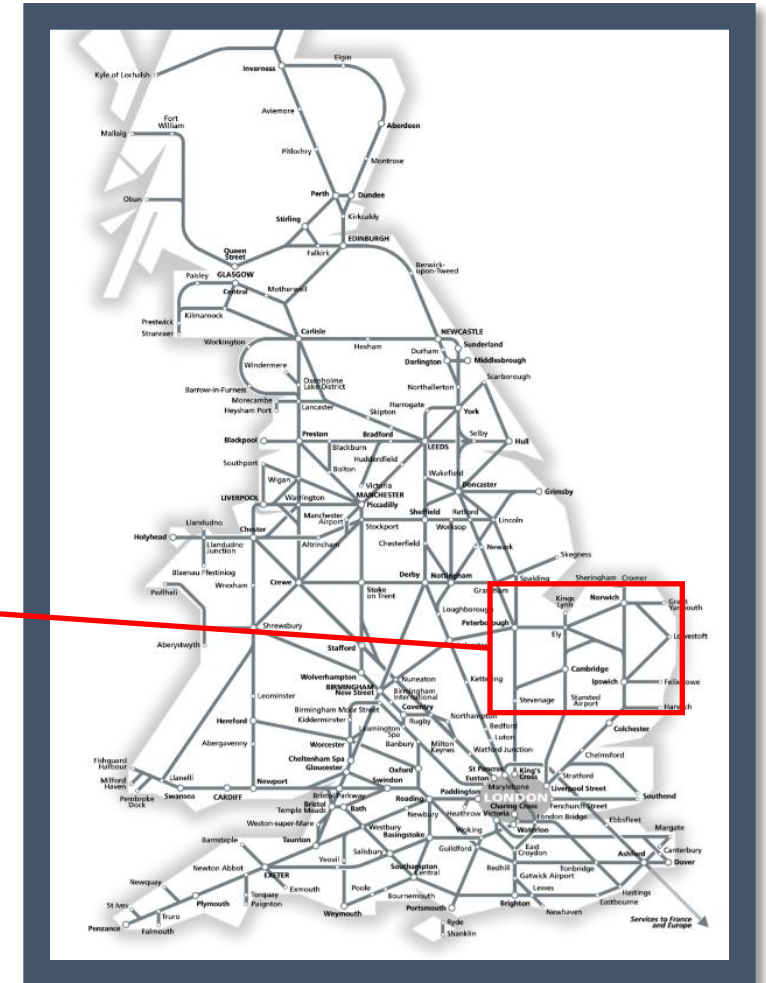 Elgin
Inverness
Kyle of Lochalsh
Aviemore
Fort
William
Mallaig
Aberdeen
Pitlochry
Montrose
Perth
Dundee
Oban
Stirling
Kirkcaldy
EDINBURGH
Queen
Street
Falkirk
Berwick-
upon-Tweed
Paisley
GLASGOW
Central
Motherwell
Prestwick
Kilmarnock
Stranraer
Carlisle
NEWCASTLE
Workington
Hexham
Sunderland
Durham
Darlington
Middlesbrough
Windermere
Scarborough
Oxenholme
Lake District
Barrow-in-Furness
Northallerton
Morecambe
Heysham Port
Lancaster
Harrogate
York
Skipton
Blackpool
Preston
Bradford
Selby
Blackburn
LEEDS
Hull
Southport
Huddersfield
Bolton
Wakefield
Wigan
Victoria
Doncaster
LIVERPOOL
Warrington
MANCHESTER
Piccadilly
Grimsby
Manchester
Airport
Sheffield
Retford
Llandudno
Stockport
Worksop
Lincoln
Holyhead
Chester
Llandudno
Junction
Altrincham
Chesterfield
Newark
Skegness
Blaenau Ffestiniog
Pwllheli
Wrexham
Crewe
Stoke
on Trent
Derby
Nottingham
Spalding
Sheringham
Cromer
Grantham
Kings
Lynn
Norwich
Great
Yarmouth
Loughborough
Peterborough
Aberystwyth
Shrewsbury
Ely
Lowestoft
Stafford
Cambridge
Wolverhampton
Nuneaton
Kettering
Ipswich
Felixstowe
BIRMINGHAM
New Street
Birmingham
International
Leominster
Stevenage
Stansted
Airport
Harwich
Birmingham Moor Street
Coventry
Kidderminster
Rugby
Northampton
Hereford
Leamington
Spa
Bedford
Colchester
Worcester
Banbury
Milton
Keynes
Luton
Abergavenny
Watford Junction
Chelmsford
Cheltenham Spa
Gloucester
Oxford
St Pancras
King's
Cross
Euston
Stratford
Fishguard
Harbour
Swindon
Marylebone
Milford
Haven
Llanelli
Newport
Paddington
Liverpool Street
Pembroke
Dock
Swansea
CARDIFF
Bristol Parkway
Reading
LONDON
Southend
Bristol
Temple Meads
Bath
Charing Cross
Fenchurch Street
Newbury
Heathrow
Victoria
London Bridge
Ebbsfleet
Weston-super-Mare
Westbury
Basingstoke
Woking
Waterloo
Margate
Barnstaple
Taunton
Guildford
East
Croydon
Canterbury
Yeovil
Salisbury
Ashford
Dover
Newton Abbot
Southampton
Central
Redhill
Tonbridge
EXETER
Gatwick Airport
Newquay
Exmouth
Poole
Lewes
Hastings
Torquay
Paignton
Bournemouth
Eastbourne
St Ives
Plymouth
Portsmouth
Brighton
Newhaven
Truro
Weymouth
Ryde
Penzance
Falmouth
Shanklin
Services to France
and Europe